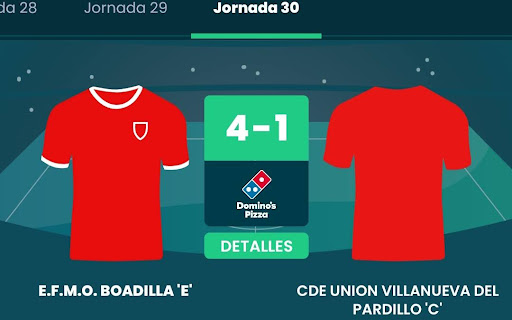 da 28 Jornada 29 Jornada 30
4-1
Domino's
Pizza
DETALLES
E.F.M.O. BOADILLA 'E'
CDE UNION VILLANUEVA DEL
PARDILLO 'C'